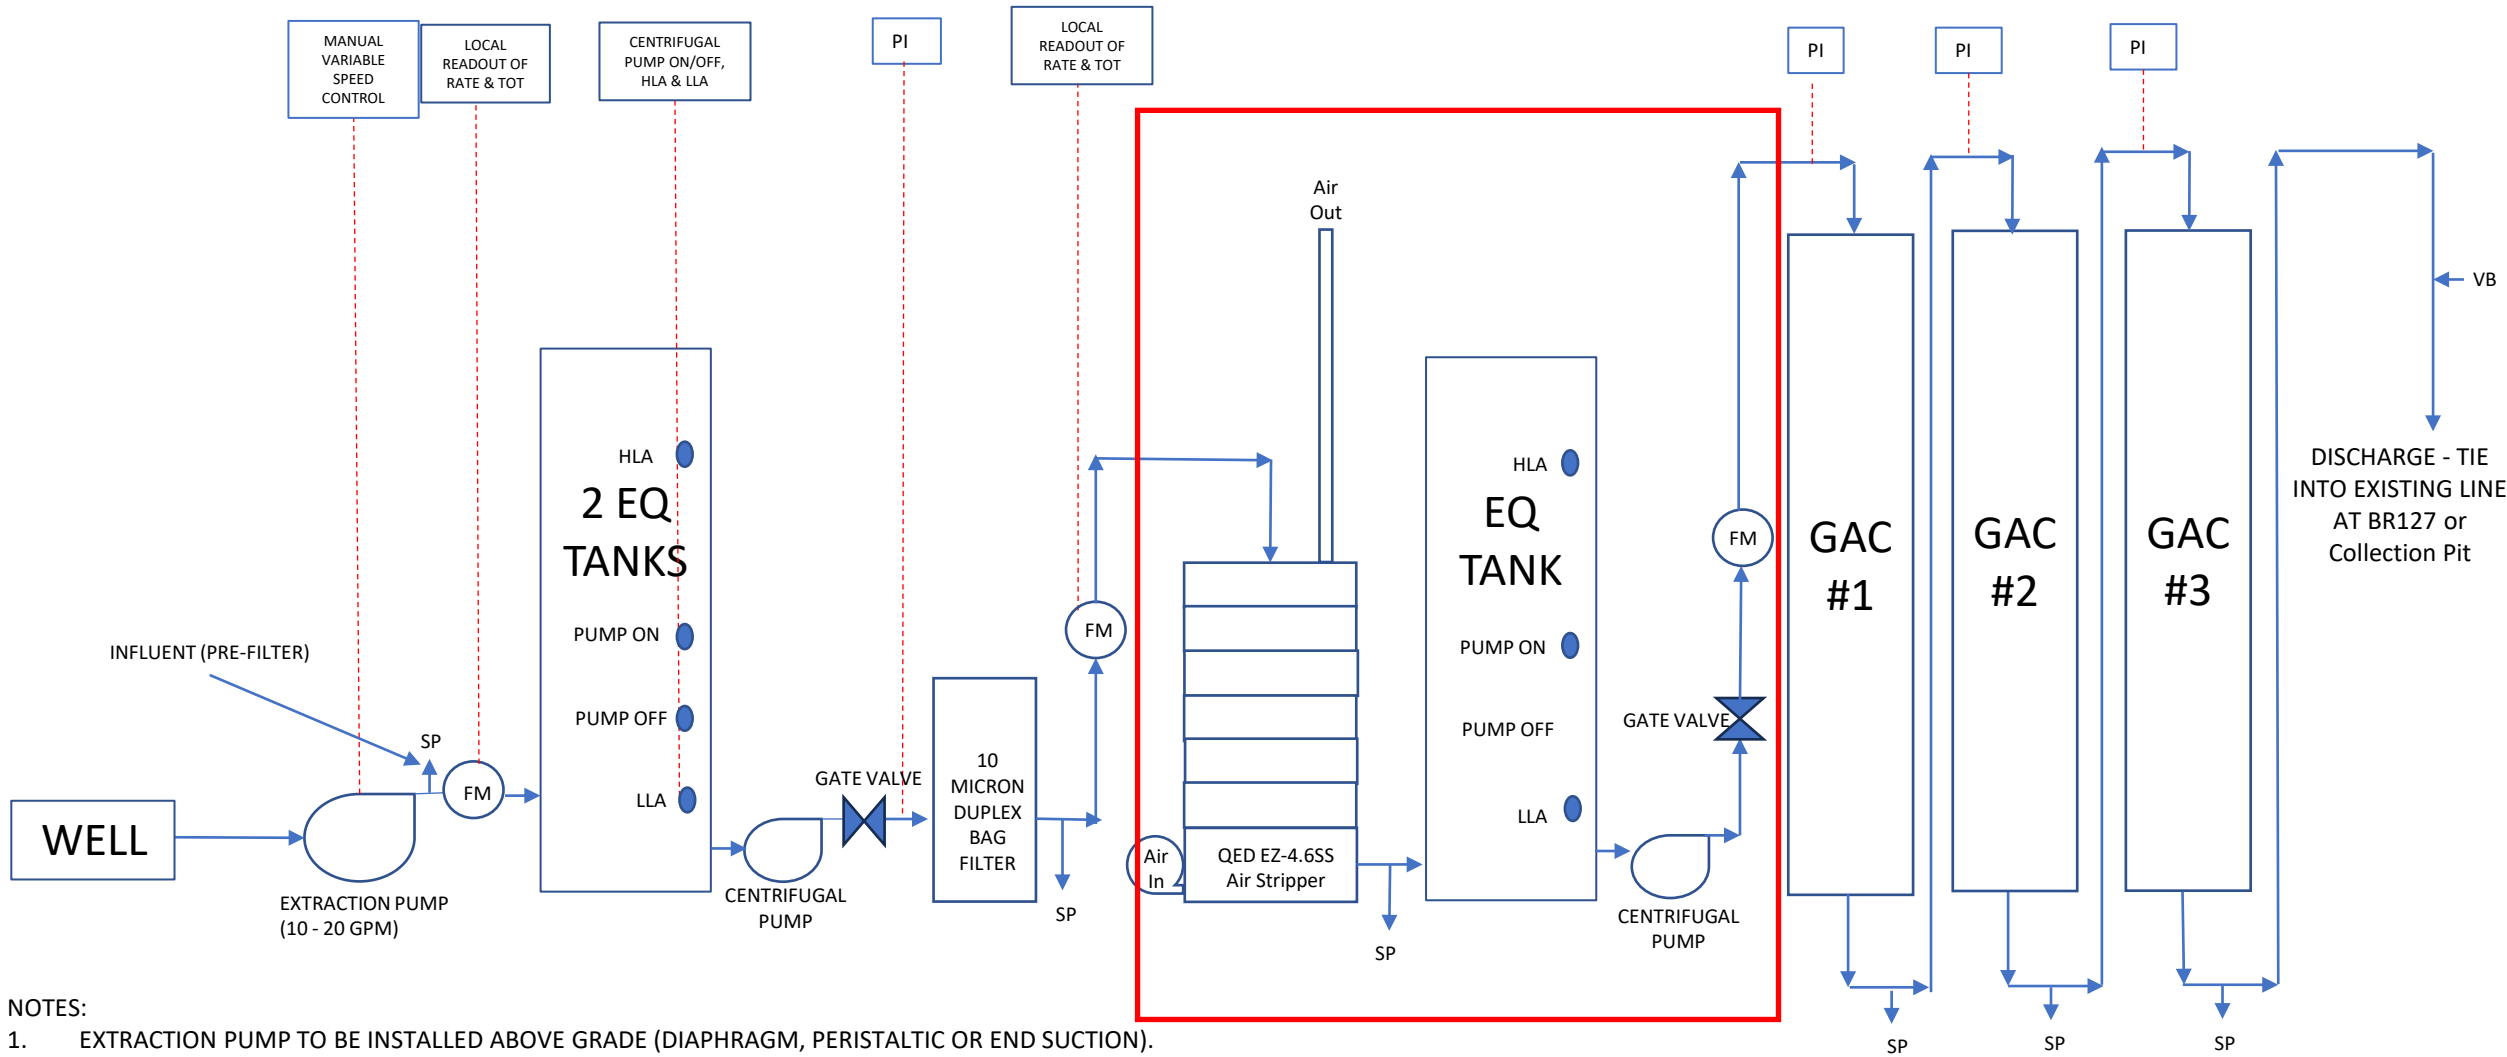 MANUAL
VARIABLE
SPEED
CONTROL
LOCAL
READOUT OF
RATE & TOT
CENTRIFUGAL
PUMP ON/OFF,
HLA & LLA
PI
LOCAL
READOUT OF
RATE & TOT
PI
PI
PI
Air
Out
VB
HLA
2 EQ
TANKS
PUMP ON
PUMP OFF
LLA
HLA
EQ
TANK
PUMP ON
PUMP OFF
LLA
FM
GAC
#1
GAC
#2
GAC
#3
DISCHARGE - TIE
INTO EXISTING LINE
AT BR127 or
Collection Pit
INFLUENT (PRE-FILTER)
SP
FM
WELL
EXTRACTION PUMP
(10 - 20 GPM)
GATE VALVE
CENTRIFUGAL
PUMP
10
MICRON
DUPLEX
BAG
FILTER
FM
SP
Air
In
QED EZ-4.6SS
Air Stripper
SP
GATE VALVE
CENTRIFUGAL
PUMP
SP
SP
SP
NOTES:
1. EXTRACTION PUMP TO BE INSTALLED ABOVE GRADE (DIAPHRAGM, PERISTALTIC OR END SUCTION).